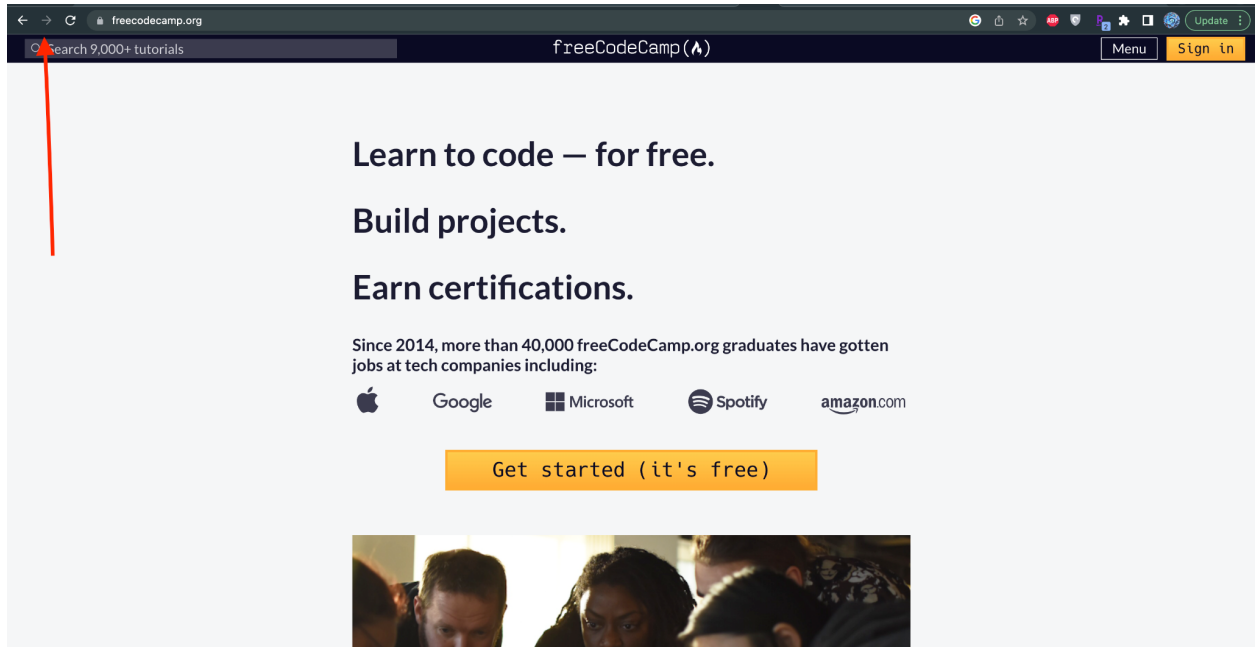 freecodecamp.org
ABP
2
Update
Search 9,000+ tutorials
freeCodeCamp
Menu
Sign in
Learn to code — for free.
Build projects.
Earn certifications.
Since 2014, more than 40,000 freeCodeCamp.org graduates have gotten
jobs at tech companies including:
Google
Microsoft
Spotify
amazon.com
Get started (it's free)